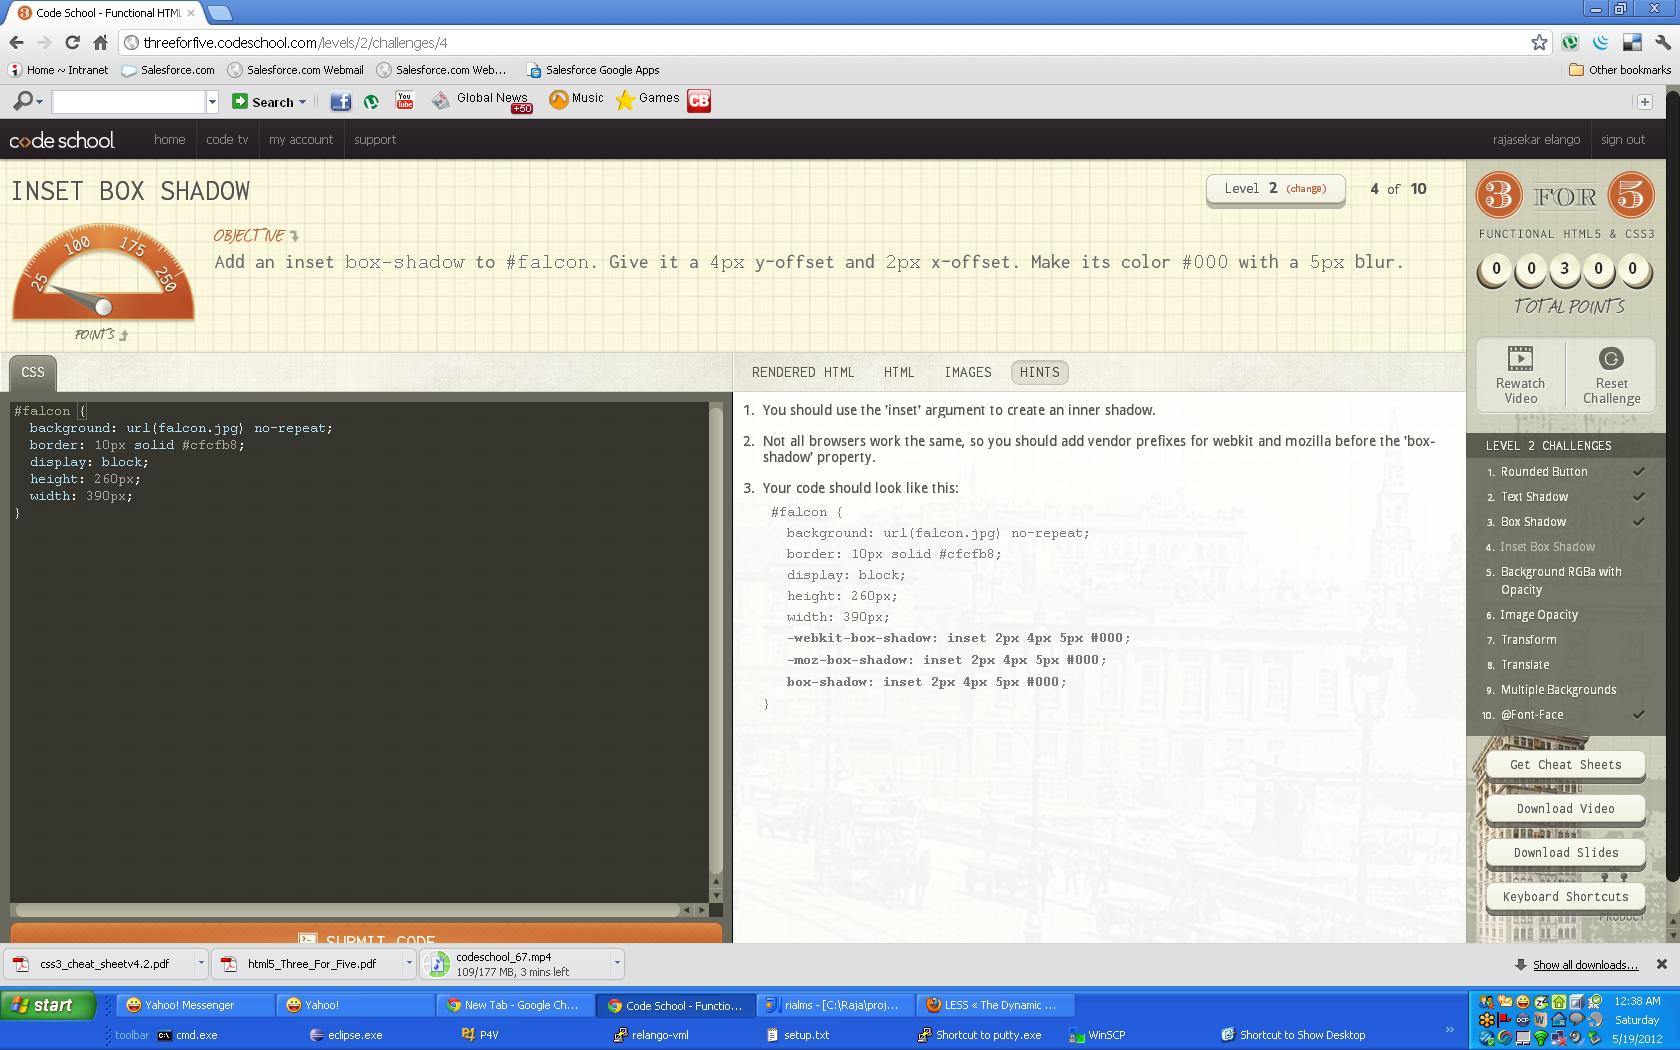 Code School - Functional HTML
threeforfive.codeschool.com/levels/2/challenges/4
Home ~ Intranet
Salesforce.com
Salesforce.com Webmail
Salesforce.com Web...
Salesforce Google Apps
Other bookmarks
Search
You Tube
Global News
+50
Music
Games
CB
code school
home
code tv
my account
support
rajasekar elango
sign out
INSET BOX SHADOW
Level 2 (change)
4 of 10
3 FOR 5
FUNCTIONAL HTML5 & CSS3
0 0 3 0 0
TOTAL POINTS
25 100 175 250
POINTS
OBJECTIVE
Add an inset box-shadow to #falcon. Give it a 4px y-offset and 2px x-offset. Make its color #000 with a 5px blur.
Rewatch Video
Reset Challenge
CSS
RENDERED HTML
HTML
IMAGES
HINTS
#falcon {
background: url(falcon.jpg) no-repeat;
border: 10px solid #cfcfb8;
display: block;
height: 260px;
width: 390px;
}
1. You should use the 'inset' argument to create an inner shadow.
2. Not all browsers work the same, so you should add vendor prefixes for webkit and mozilla before the 'box-
shadow' property.
3. Your code should look like this:
#falcon {
background: url(falcon.jpg) no-repeat;
border: 10px solid #cfcfb8;
display: block;
height: 260px;
width: 390px;
-webkit-box-shadow: inset 2px 4px 5px #000;
-moz-box-shadow: inset 2px 4px 5px #000;
box-shadow: inset 2px 4px 5px #000;
}
LEVEL 2 CHALLENGES
1. Rounded Button
2. Text Shadow
3. Box Shadow
4. Inset Box Shadow
5. Background RGBa with
Opacity
6. Image Opacity
7. Transform
8. Translate
9. Multiple Backgrounds
10. @Font-Face
Get Cheat Sheets
Download Video
Download Slides
Keyboard Shortcuts
PRODUCT
SUBMIT CODE
css3_cheat_sheetv4.2.pdf
html5_Three_For_Five.pdf
codeschool_67.mp4
109/177 MB, 3 mins left
Show all downloads...
start
Yahoo! Messenger
Yahoo!
New Tab - Google Ch...
Code School - Functio...
rialms - [C:\Raja\proj...
LESS « The Dynamic ...
12:38 AM
toolbar
cmd.exe
eclipse.exe
P4V
relango-vml
setup.txt
Shortcut to putty.exe
WinSCP
Shortcut to Show Desktop
Saturday
5/19/2012